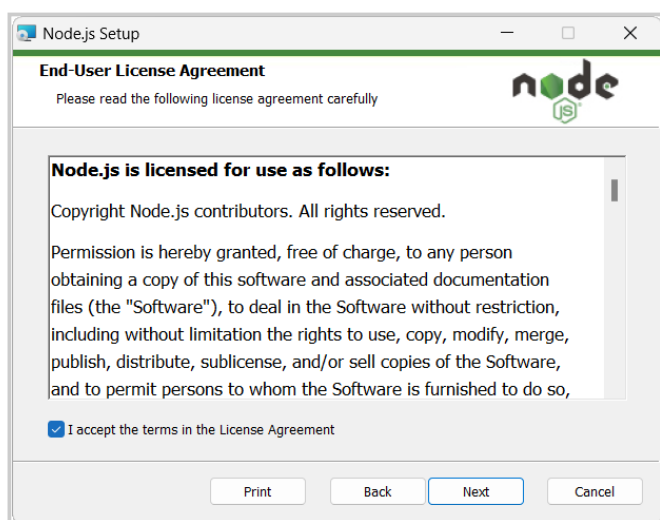 Node.js Setup
End-User License Agreement
Please read the following license agreement carefully
node
JS
Node.js is licensed for use as follows:
Copyright Node.js contributors. All rights reserved.
Permission is hereby granted, free of charge, to any person
obtaining a copy of this software and associated documentation
files (the "Software"), to deal in the Software without restriction,
including without limitation the rights to use, copy, modify, merge,
publish, distribute, sublicense, and/or sell copies of the Software,
and to permit persons to whom the Software is furnished to do so,
I accept the terms in the License Agreement
Print Back Next Cancel